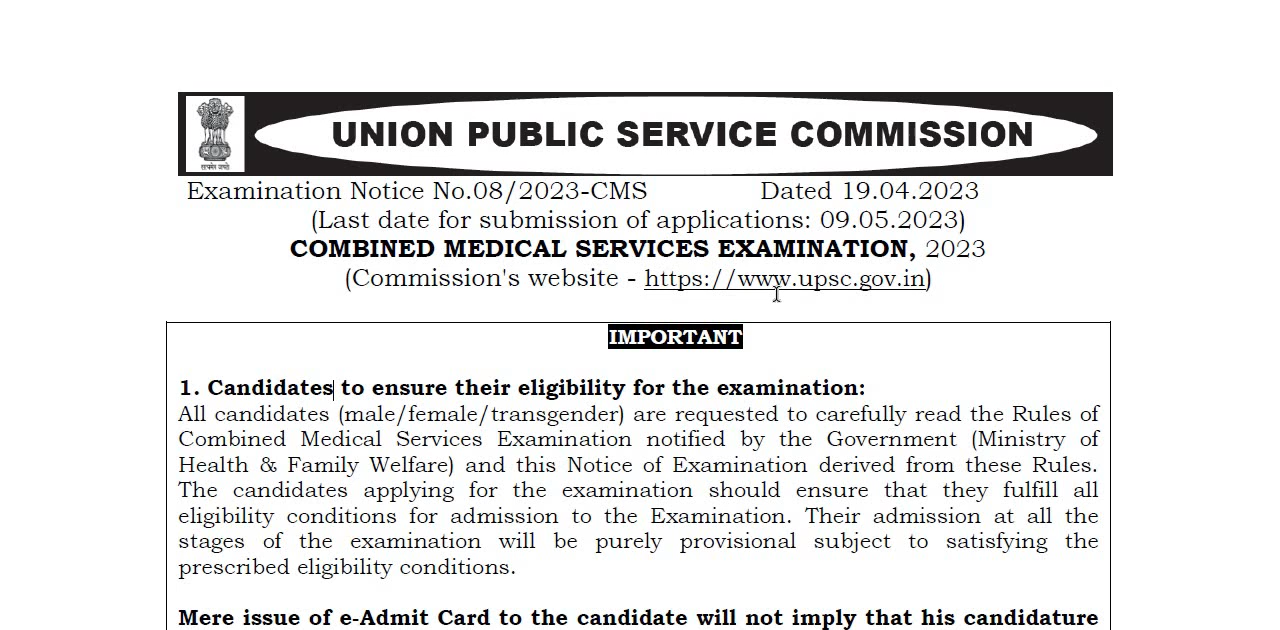 सत्यमेव जयते
UNION PUBLIC SERVICE COMMISSION
Examination Notice No.08/2023-CMS Dated 19.04.2023
(Last date for submission of applications: 09.05.2023)
COMBINED MEDICAL SERVICES EXAMINATION, 2023
(Commission's website - https://www.upsc.gov.in)
IMPORTANT
1. Candidates to ensure their eligibility for the examination:
All candidates (male/female/transgender) are requested to carefully read the Rules of
Combined Medical Services Examination notified by the Government (Ministry of
Health & Family Welfare) and this Notice of Examination derived from these Rules.
The candidates applying for the examination should ensure that they fulfill all
eligibility conditions for admission to the Examination. Their admission at all the
stages of the examination will be purely provisional subject to satisfying the
prescribed eligibility conditions.
Mere issue of e-Admit Card to the candidate will not imply that his candidature